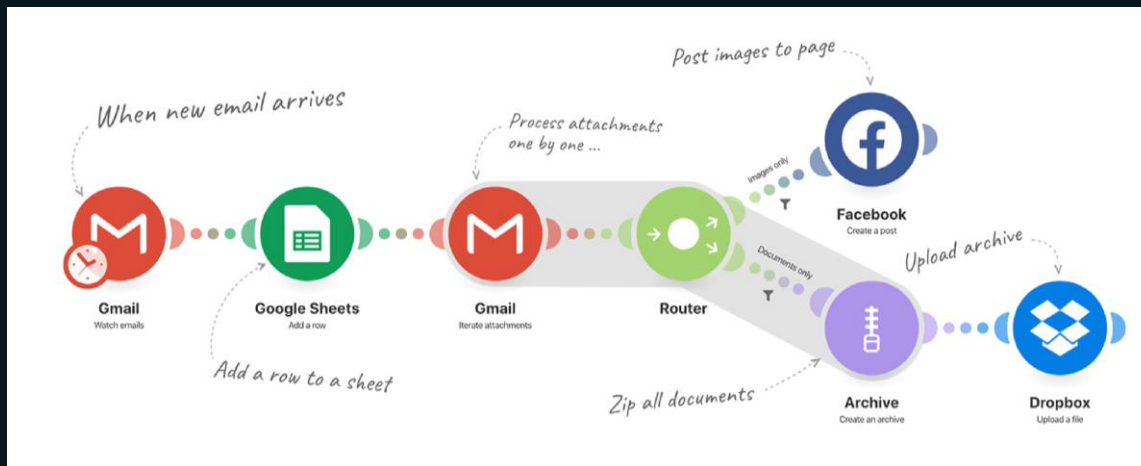 Post images to page
When new email arrives
Process attachments
one by one ...
Images only
Facebook
Create a post
Documents only
Upload archive
Gmail
Watch emails
Google Sheets
Add a row
Gmail
Iterate attachments
Router
Add a row to a sheet
Zip all documents
Archive
Create an archive
Dropbox
Upload a file